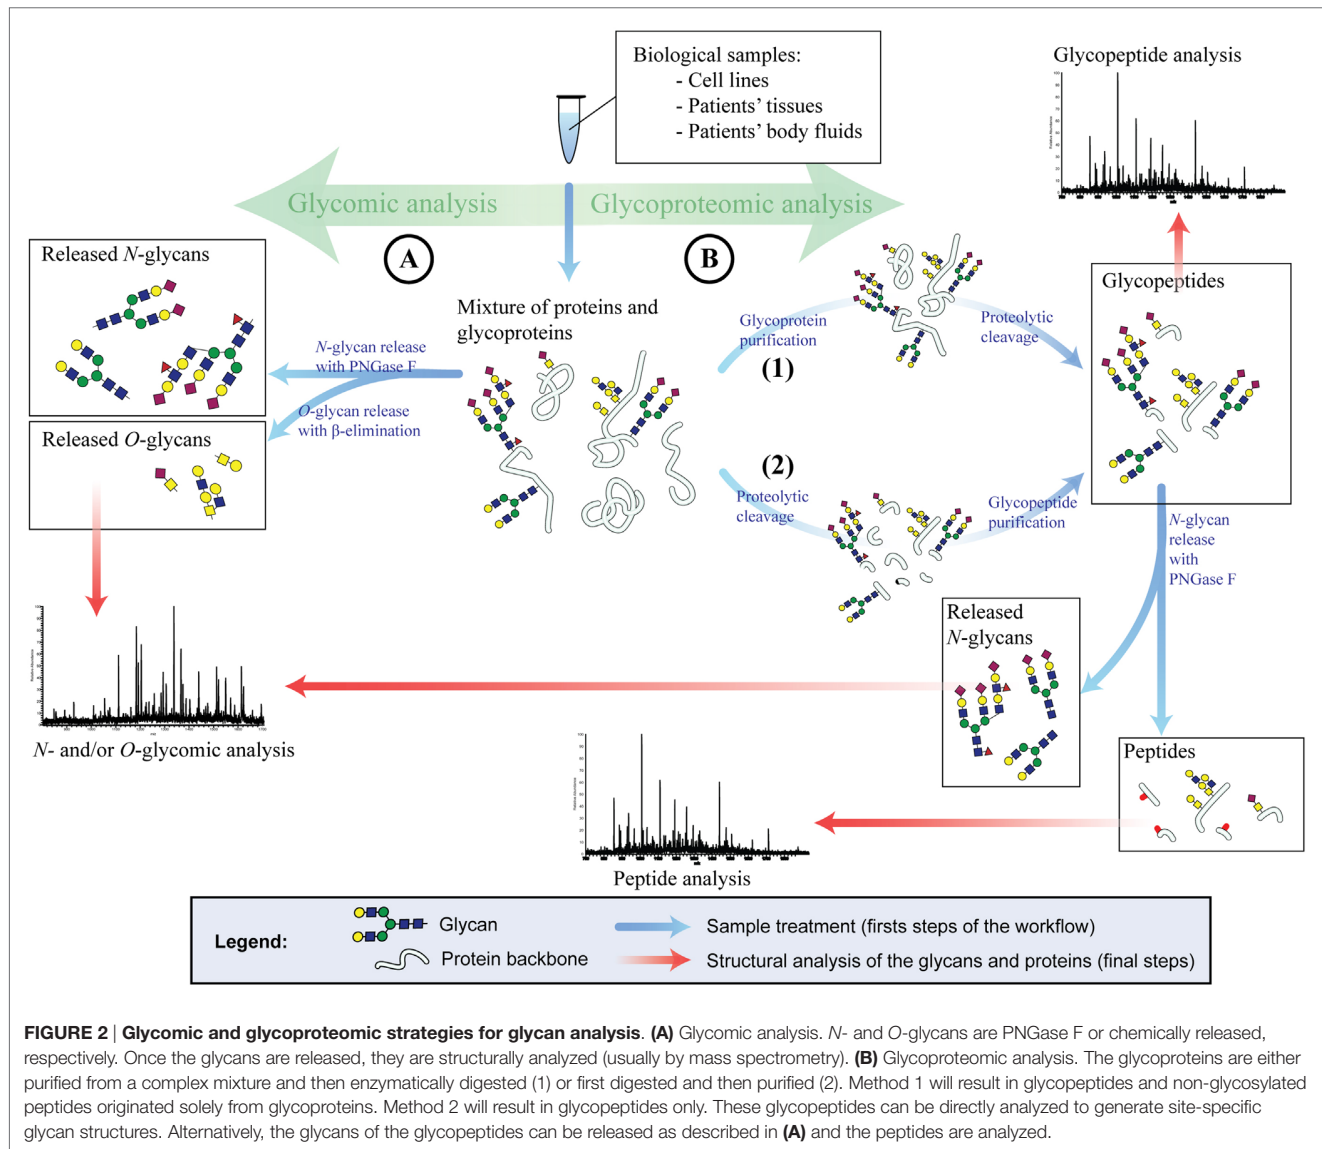 Biological samples:
- Cell lines
- Patients' tissues
- Patients' body fluids
Glycopeptide analysis
Glycomic analysis
Glycoproteomic analysis
A
B
Released N-glycans
Mixture of proteins and
glycoproteins
N-glycan release
with PNGase F
O-glycan release
with β-elimination
Released O-glycans
Glycoprotein
purification
(1)
Proteolytic
cleavage
Glycopeptides
(2)
Proteolytic
cleavage
Glycopeptide
purification
N-glycan
release
with
PNGase F
Released
N-glycans
Relative Abundance
N- and/or O-glycomic analysis
Peptides
Peptide analysis
Legend:
Glycan
Protein backbone
Sample treatment (firsts steps of the workflow)
Structural analysis of the glycans and proteins (final steps)
FIGURE 2 | Glycomic and glycoproteomic strategies for glycan analysis. (A) Glycomic analysis. N- and O-glycans are PNGase F or chemically released,
respectively. Once the glycans are released, they are structurally analyzed (usually by mass spectrometry). (B) Glycoproteomic analysis. The glycoproteins are either
purified from a complex mixture and then enzymatically digested (1) or first digested and then purified (2). Method 1 will result in glycopeptides and non-glycosylated
peptides originated solely from glycoproteins. Method 2 will result in glycopeptides only. These glycopeptides can be directly analyzed to generate site-specific
glycan structures. Alternatively, the glycans of the glycopeptides can be released as described in (A) and the peptides are analyzed.